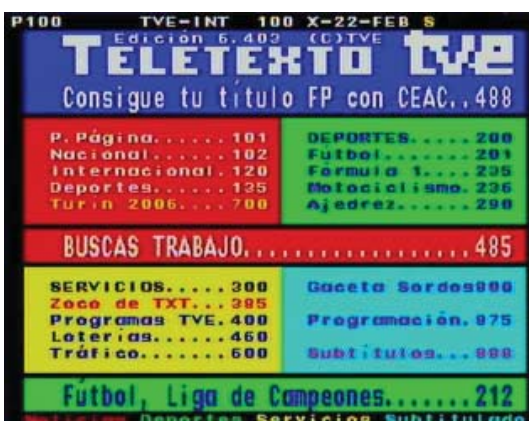 P100 TVE-INT 100 X-22-FEB S
Edición 6.403 (C)TVE
TELETEXTO tve
Consigue tu título FP con CEAC..488
P.Página......101
Nacional......102
Internacional.120
Deportes......135
Turin 2006....700
DEPORTES.....200
Futbol.......201
Fórmula 1....235
Motociclismo.236
Ajedrez......290
BUSCAS TRABAJO..................485
SERVICIOS.....300
Zoco de TXT...395
Programas TVE.400
Loterías......460
Tráfico.......600
Gaceta Sordos800
Programación.875
Subtitulos...888
Fútbol, Liga de Campeones.......212
Noticias Deportes Servicios Subtitulado